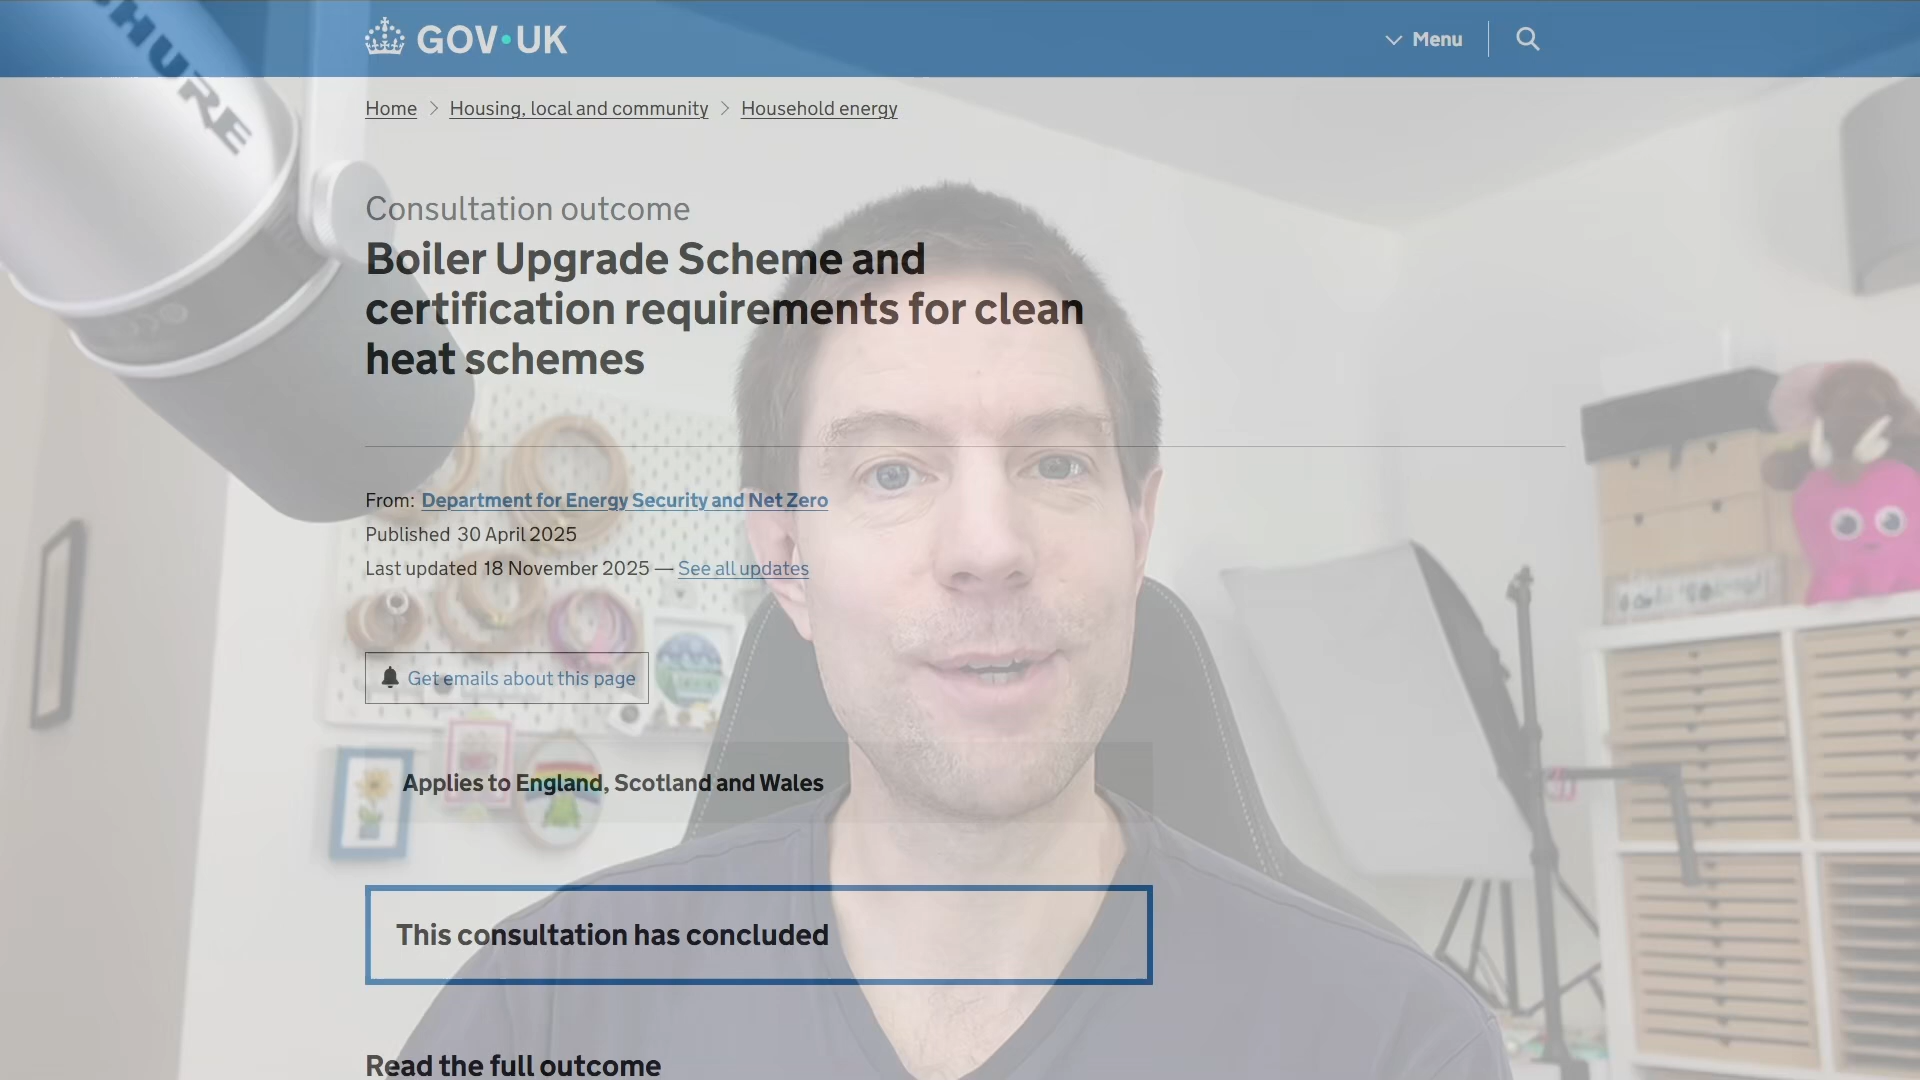 SHURE
GOV·UK
Menu
Home > Housing, local and community > Household energy
Consultation outcome
Boiler Upgrade Scheme and
certification requirements for clean
heat schemes
From: Department for Energy Security and Net Zero
Published 30 April 2025
Last updated 18 November 2025 — See all updates
Get emails about this page
Applies to England, Scotland and Wales
This consultation has concluded
Read the full outcome